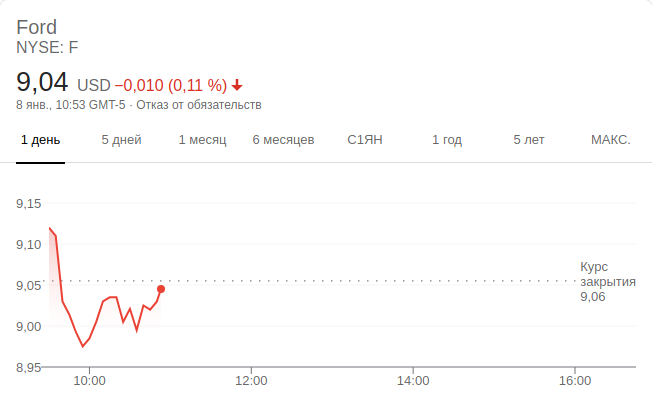 Ford
NYSE: F
9,04 USD −0,010 (0,11 %)
8 янв., 10:53 GMT-5 · Отказ от обязательств
1 день 5 дней 1 месяц 6 месяцев С1ЯН 1 год 5 лет МАКС.
9,15
9,10
Курс
закрытия
9,06
9,05
9,00
8,95
10:00 12:00 14:00 16:00